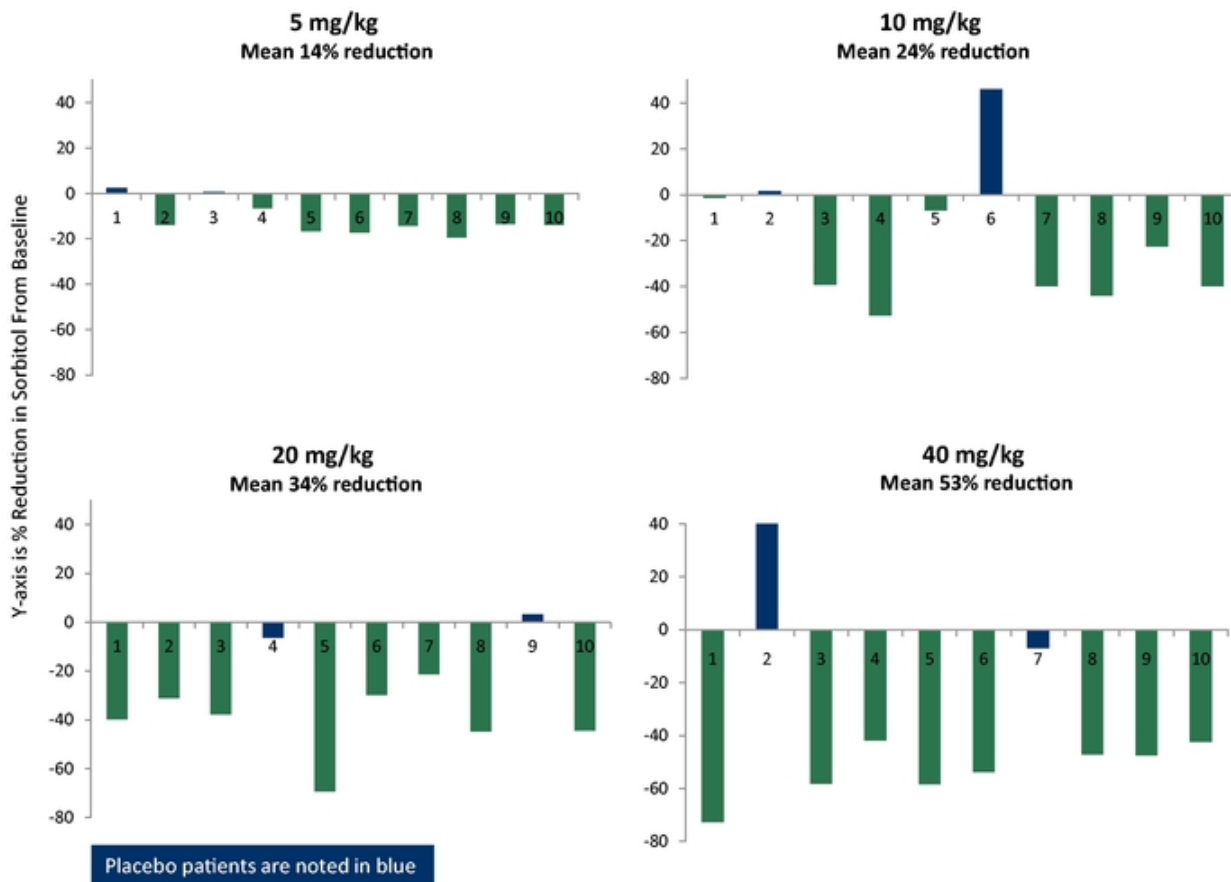 5 mg/kg
Mean 14% reduction
40
20
0
-20
-40
-60
-80
1 2 3 4 5 6 7 8 9 10
10 mg/kg
Mean 24% reduction
40
20
0
-20
-40
-60
-80
1 2 3 4 5 6 7 8 9 10
Y-axis is % Reduction in Sorbitol From Baseline
20 mg/kg
Mean 34% reduction
40
20
0
-20
-40
-60
-80
1 2 3 4 5 6 7 8 9 10
40 mg/kg
Mean 53% reduction
40
20
0
-20
-40
-60
-80
1 2 3 4 5 6 7 8 9 10
Placebo patients are noted in blue